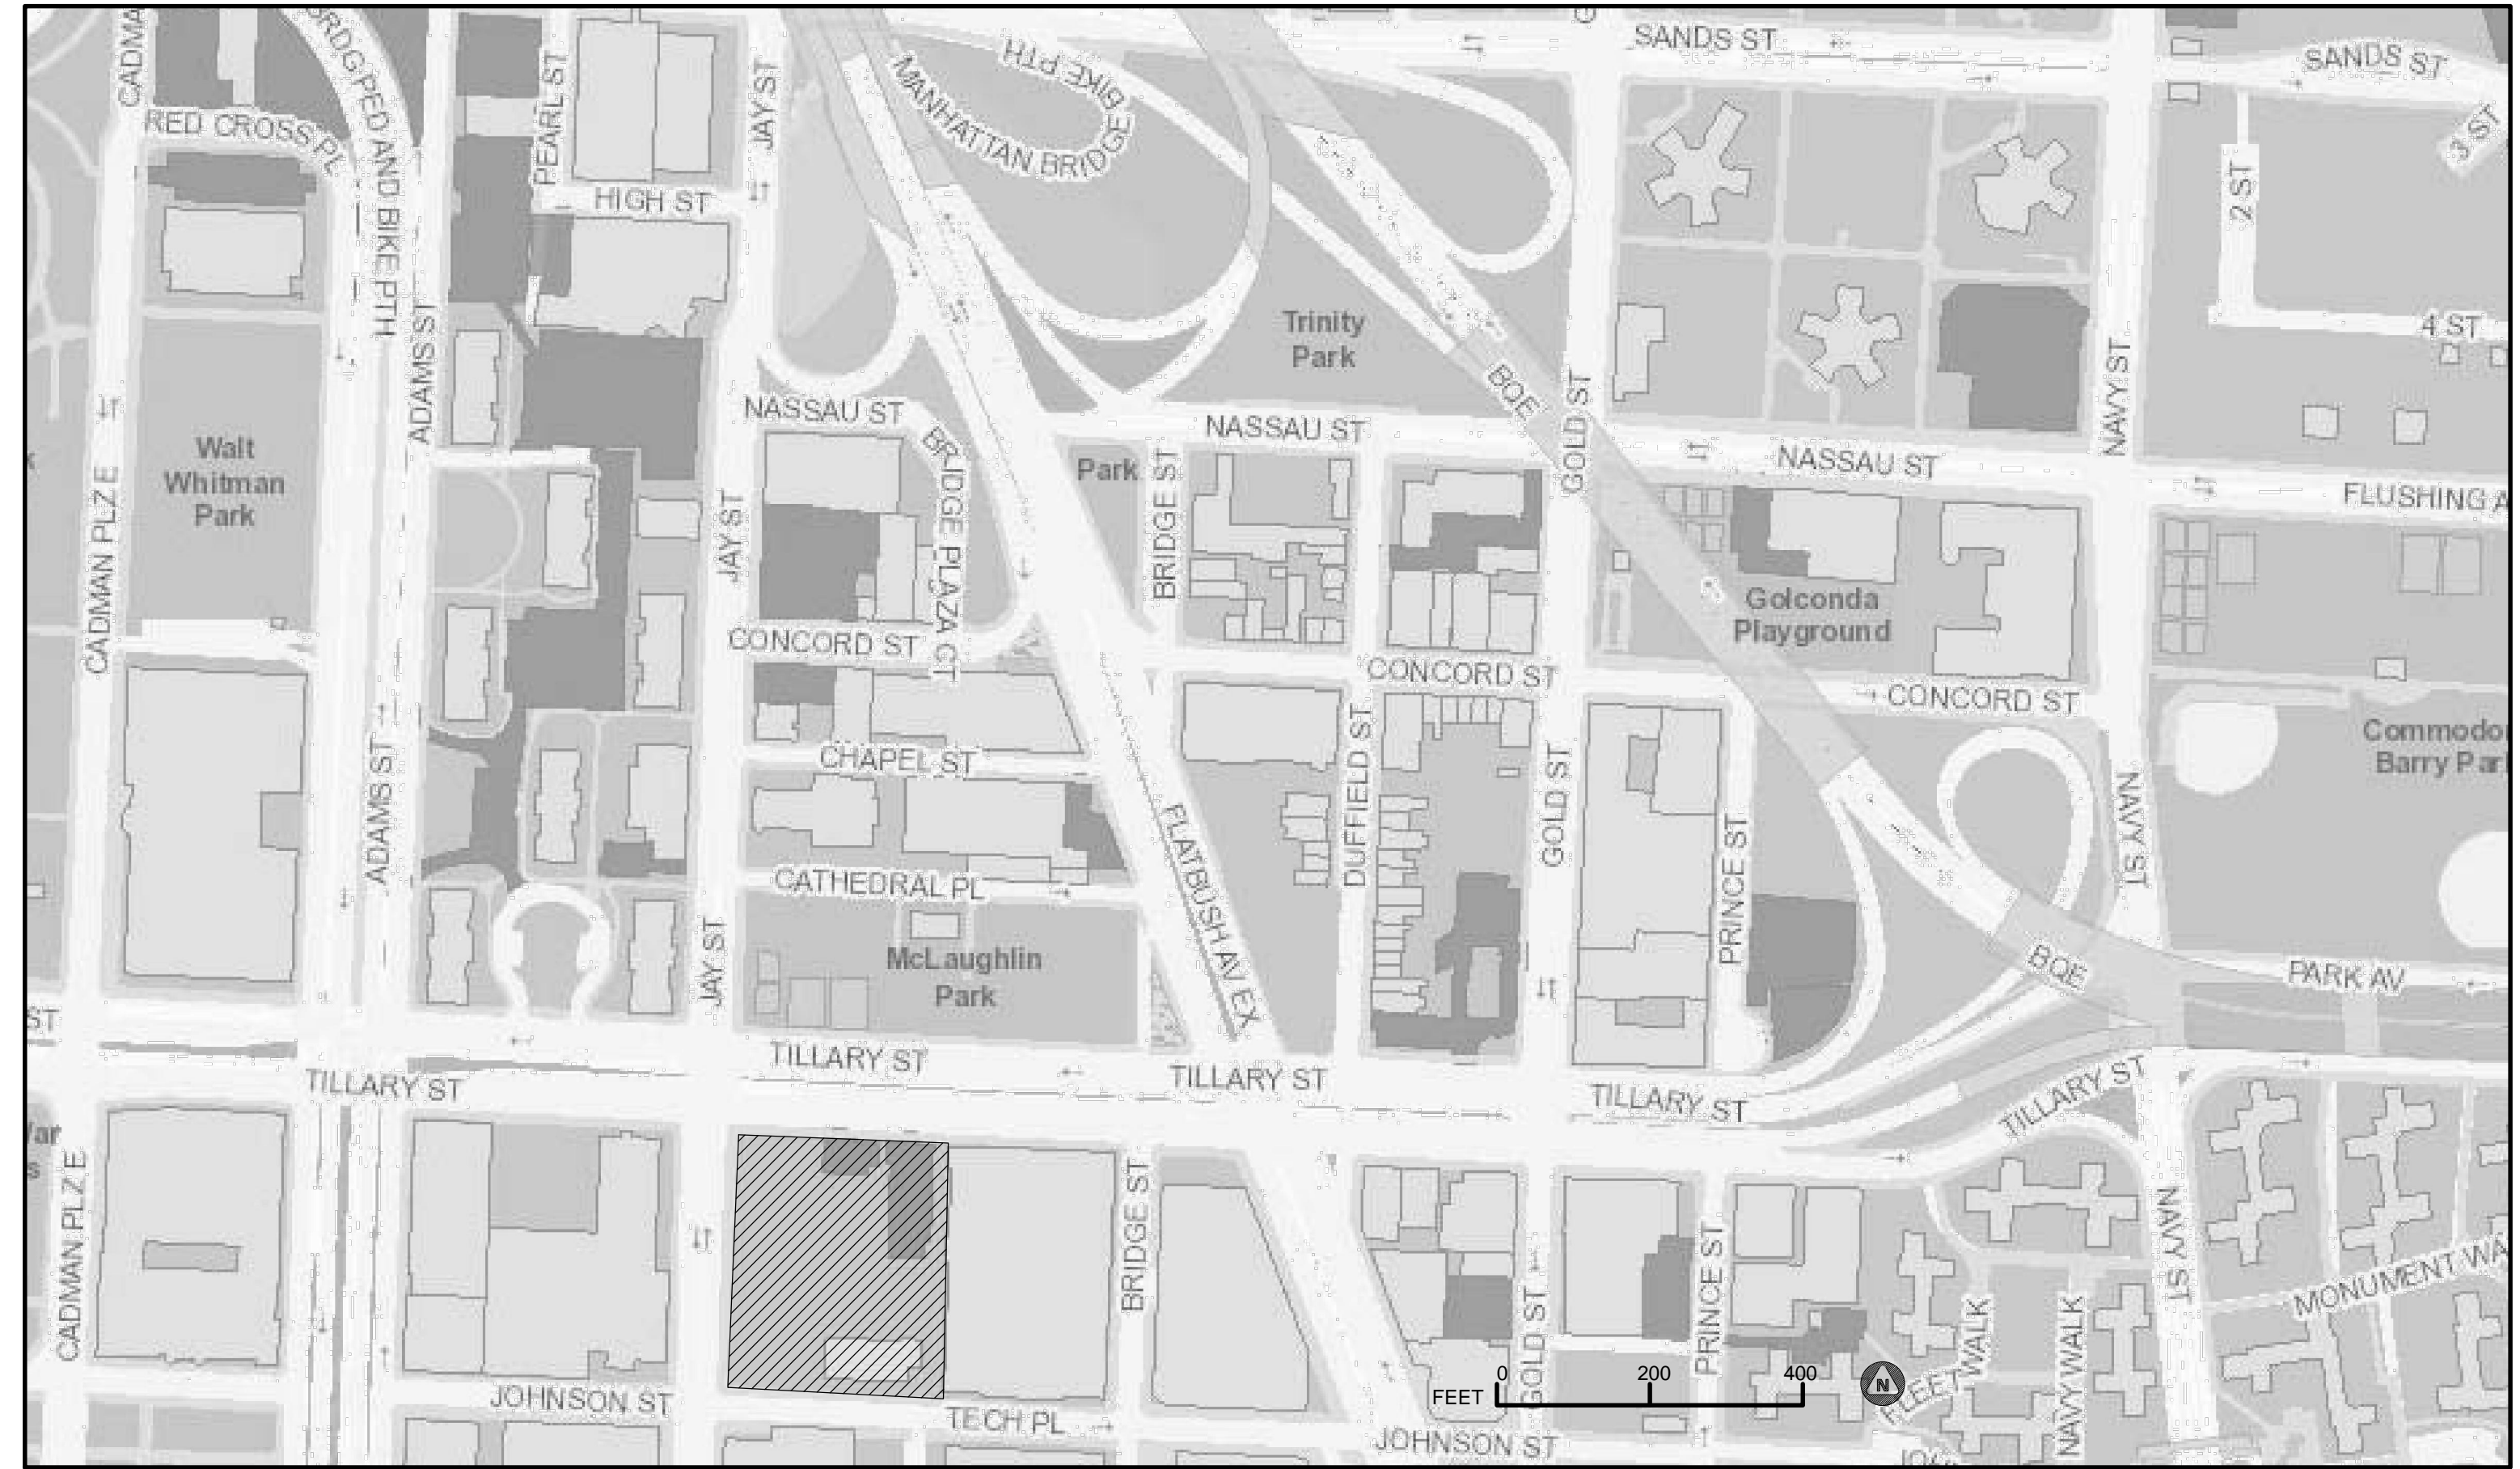 CADMA
BRDG PED AND BIKE PTH
PEARL ST
JAY ST
BIKE PTH
MANHATTAN BRIDGE
SANDS ST
SANDS ST
3 ST
RED CROSS PL
HIGH ST
2 ST
ADAMS ST
Trinity
Park
4 ST
BQE
GOLD ST
NAVY ST
NASSAU ST
NASSAU ST
NASSAU ST
Walt
Whitman
Park
CADMAN PLZ E
Park
BRIDGE ST
BRIDGE PLAZA CT
JAY ST
FLUSHING A
Golconda
Playground
CONCORD ST
CONCORD ST
CONCORD ST
Commodo
Barry Par
CHAPEL ST
ADAMS ST
DUFFIELD ST
GOLD ST
PRINCE ST
NAVY ST
FLATBUSH AV EX
CATHEDRAL PL
JAY ST
McLaughlin
Park
BQE
PARK AV
ST
TILLARY ST
TILLARY ST
TILLARY ST
TILLARY ST
TILLARY ST
CADMAN PLZ E
BRIDGE ST
GOLD ST
PRINCE ST
NAVY ST
MONUMENT WA
FLEET WALK
NAVY WALK
0 200 400
FEET
N
JOHNSON ST
TECH PL
JOHNSON ST